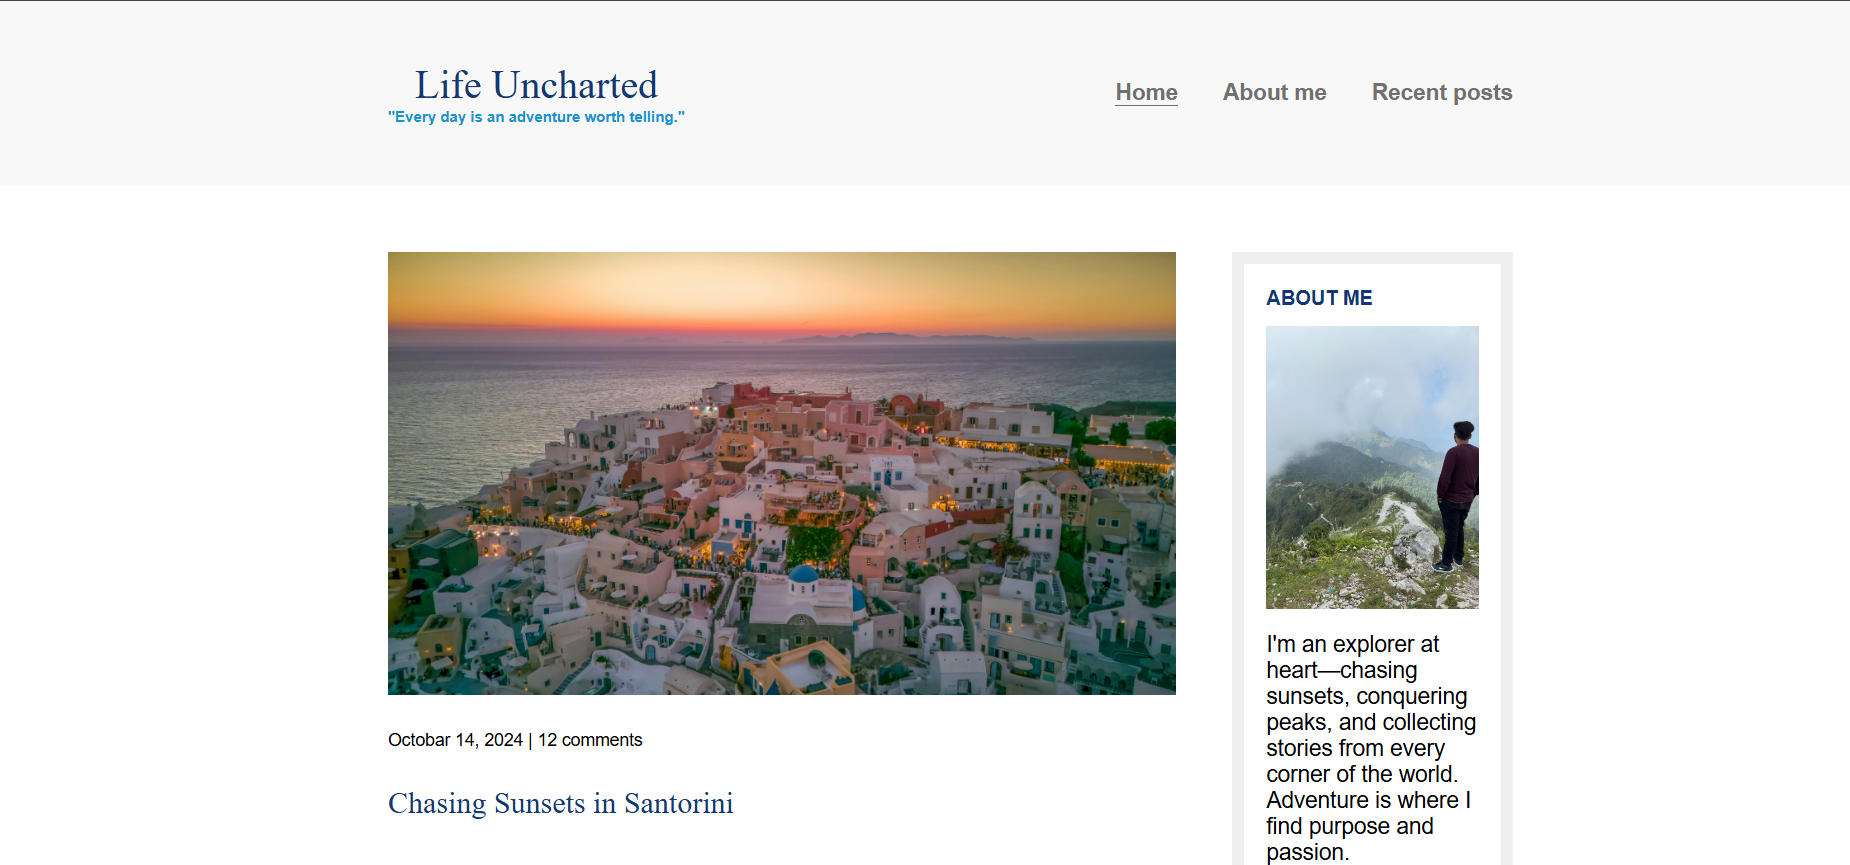 Life Uncharted
"Every day is an adventure worth telling."
Home About me Recent posts
Octobar 14, 2024 | 12 comments
Chasing Sunsets in Santorini
ABOUT ME
I'm an explorer at
heart—chasing
sunsets, conquering
peaks, and collecting
stories from every
corner of the world.
Adventure is where I
find purpose and
passion.